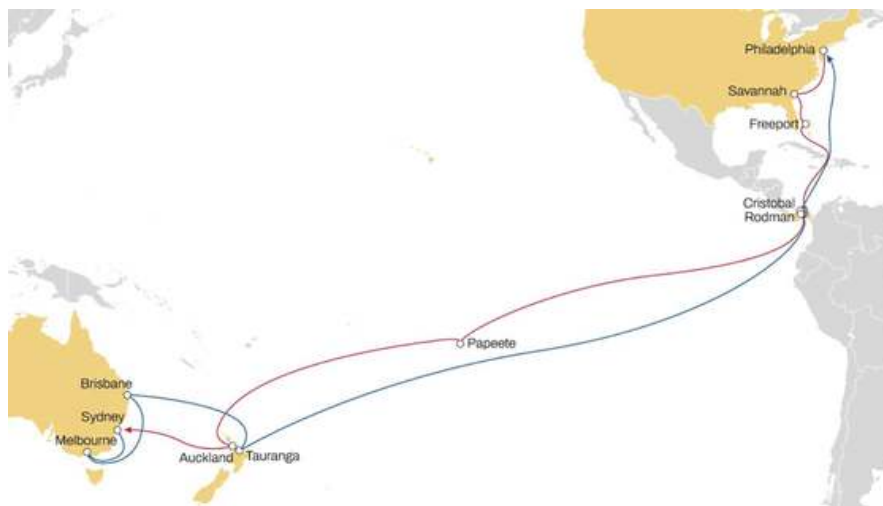 Philadelphia
Savannah
Freeport
Cristobal
Rodman
Papeete
Brisbane
Sydney
Melbourne
Auckland
Tauranga